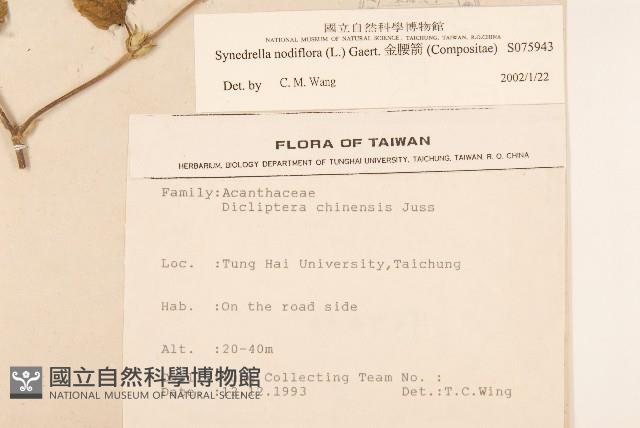 國立自然科學博物館
NATIONAL MUSEUM OF NATURAL SCIENCE, TAICHUNG, TAIWAN, R.O.CHINA
Synedrella nodiflora (L.) Gaert. 金腰箭 (Compositae) S075943
Det. by C. M. Wang 2002/1/22
FLORA OF TAIWAN
HERBARIUM, BIOLOGY DEPARTMENT OF TUNGHAI UNIVERSITY, TAICHUNG, TAIWAN, R. O. CHINA
Family:Acanthaceae
Dicliptera chinensis Juss
Loc. :Tung Hai University,Taichung
Hab. :On the road side
Alt. :20-40m
Collecting Team No. :
1993 Det.:T.C.Wing
國立自然科學博物館
NATIONAL MUSEUM OF NATURAL SCIENCE